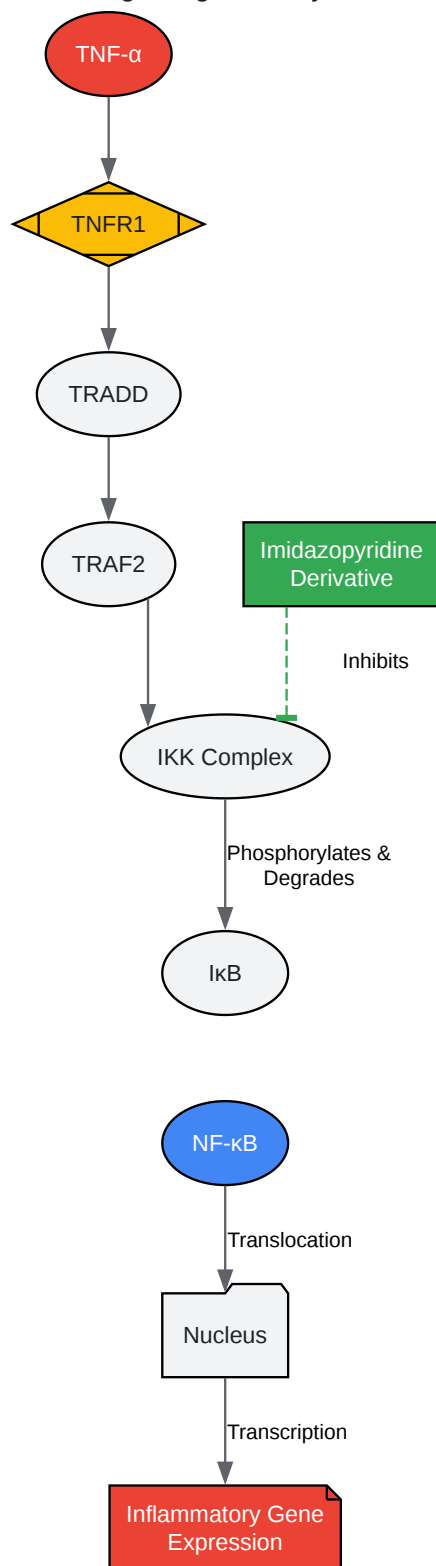 TNF-α
TNFR1
TRADD
TRAF2
Imidazopyridine
Derivative
Inhibits
IKK Complex
Phosphorylates &
Degrades
IκB
NF-κB
Translocation
Nucleus
Transcription
Inflammatory Gene
Expression